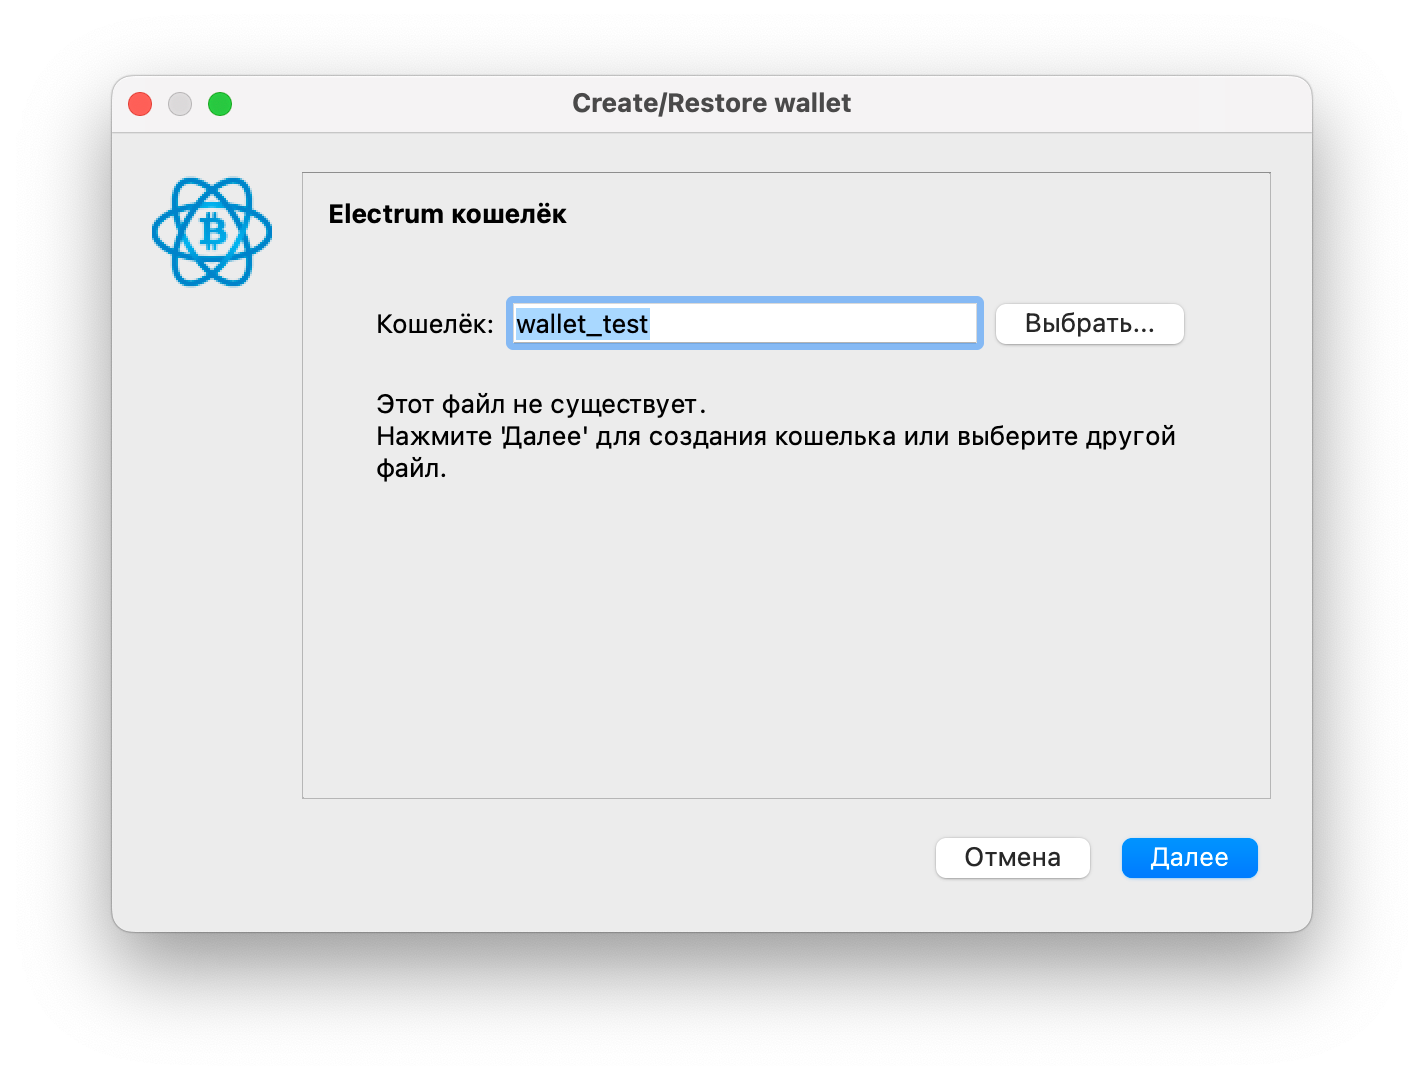 Create/Restore wallet
Electrum кошелёк
Кошелёк: wallet_test Выбрать...
Этот файл не существует.
Нажмите 'Далее' для создания кошелька или выберите другой
файл.
Отмена Далее